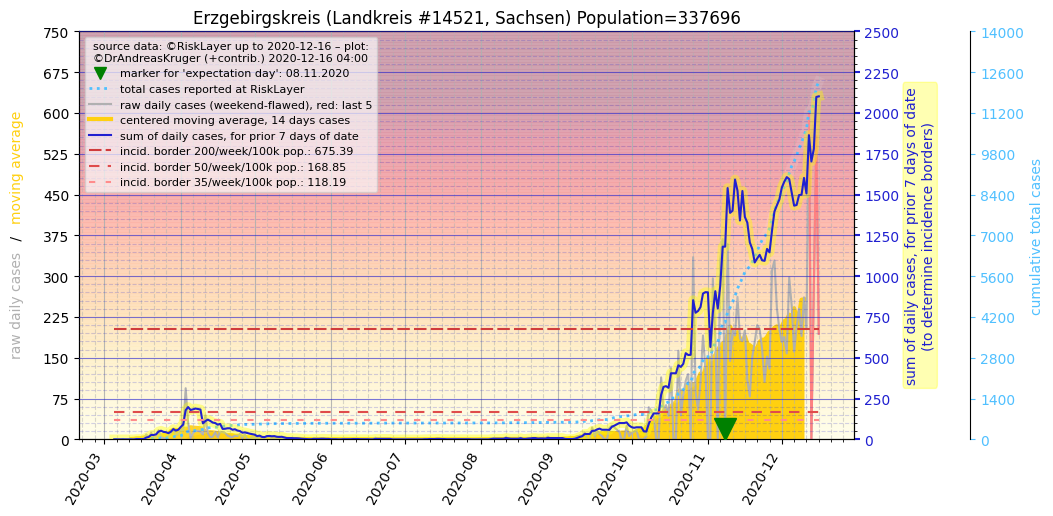 Erzgebirgskreis (Landkreis #14521, Sachsen) Population=337696
source data: ©RiskLayer up to 2020-12-16 – plot:
©DrAndreasKruger (+contrib.) 2020-12-16 04:00
marker for 'expectation day': 08.11.2020
total cases reported at RiskLayer
raw daily cases (weekend-flawed), red: last 5
centered moving average, 14 days cases
sum of daily cases, for prior 7 days of date
incid. border 200/week/100k pop.: 675.39
incid. border 50/week/100k pop.: 168.85
incid. border 35/week/100k pop.: 118.19
raw daily cases / moving average
750
675
600
525
450
375
300
225
150
75
0
2020-03
2020-04
2020-05
2020-06
2020-07
2020-08
2020-09
2020-10
2020-11
2020-12
2500
2250
2000
1750
1500
1250
1000
750
500
250
0
sum of daily cases, for prior 7 days of date
(to determine incidence borders)
14000
12600
11200
9800
8400
7000
5600
4200
2800
1400
0
cumulative total cases